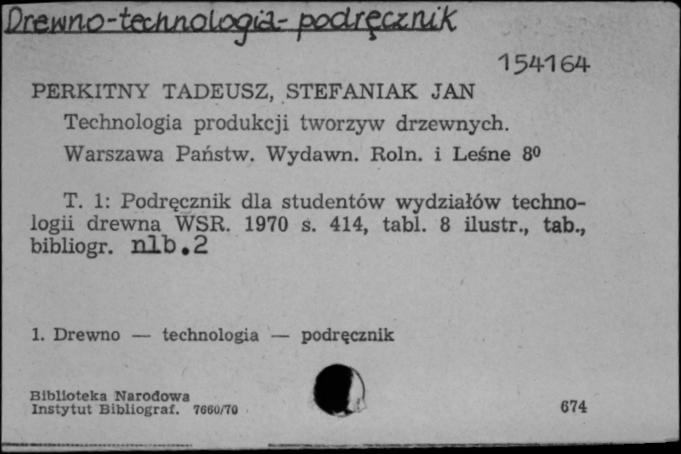 Drewno-technologia-podręcznik
154164
PERKITNY TADEUSZ, STEFANIAK JAN
Technologia produkcji tworzyw drzewnych.
Warszawa Państw. Wydawn. Roln. i Leśne 8⁰
T. 1: Podręcznik dla studentów wydziałów techno-
logii drewna WSR. 1970 s. 414, tabl. 8 ilustr., tab.,
bibliogr. nlb.2
1. Drewno — technologia — podręcznik
Biblioteka Narodowa
Instytut Bibliograf. 7660/70
674